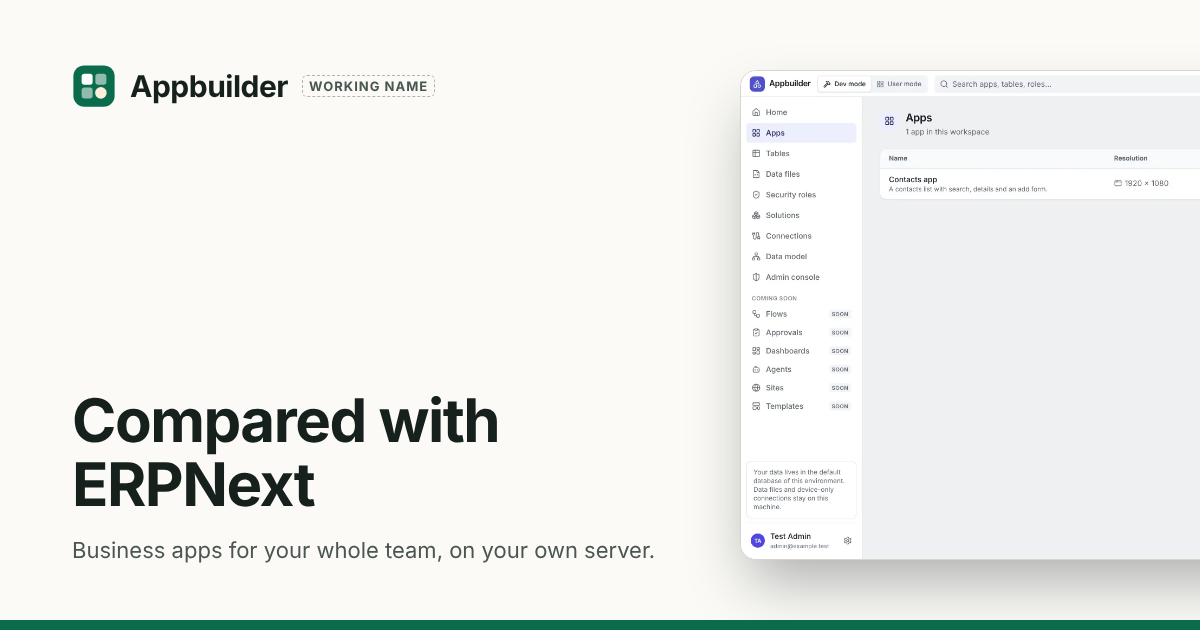 Appbuilder
WORKING NAME
Compared with
ERPNext
Business apps for your whole team, on your own server.
Appbuilder
Dev mode
User mode
Search apps, tables, roles...
Home
Apps
Tables
Data files
Security roles
Solutions
Connections
Data model
Admin console
COMING SOON
Flows SOON
Approvals SOON
Dashboards SOON
Agents SOON
Sites SOON
Templates SOON
Your data lives in the default
database of this environment.
Data files and device-only
connections stay on this
machine.
TA
Test Admin
admin@example.test
Apps
1 app in this workspace
Name Resolution
Contacts app
A contacts list with search, details and an add form.
1920 × 1080